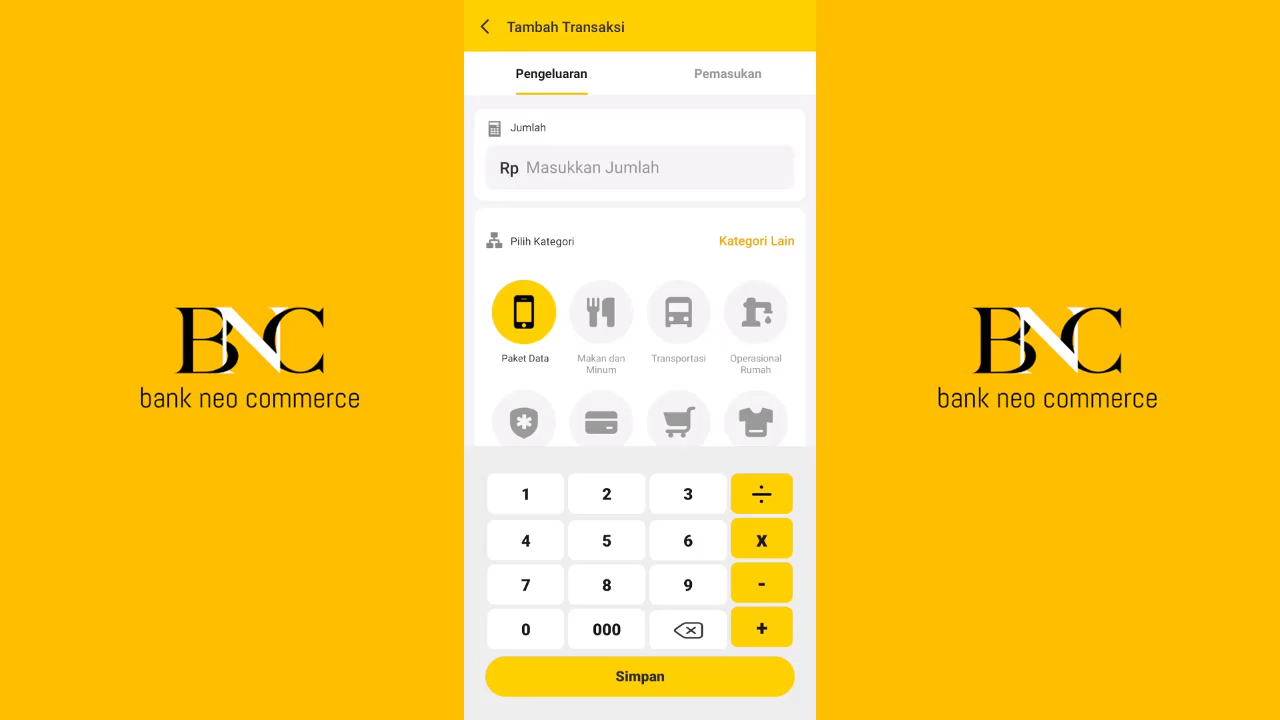 Tambah Transaksi
Pengeluaran
Pemasukan
Jumlah
Rp Masukkan Jumlah
Pilih Kategori
Kategori Lain
Paket Data
Makan dan
Minum
Transportasi
Operasional
Rumah
1 2 3 ÷
4 5 6 x
7 8 9 -
0 000 +
Simpan
BNC
bank neo commerce
BNC
bank neo commerce